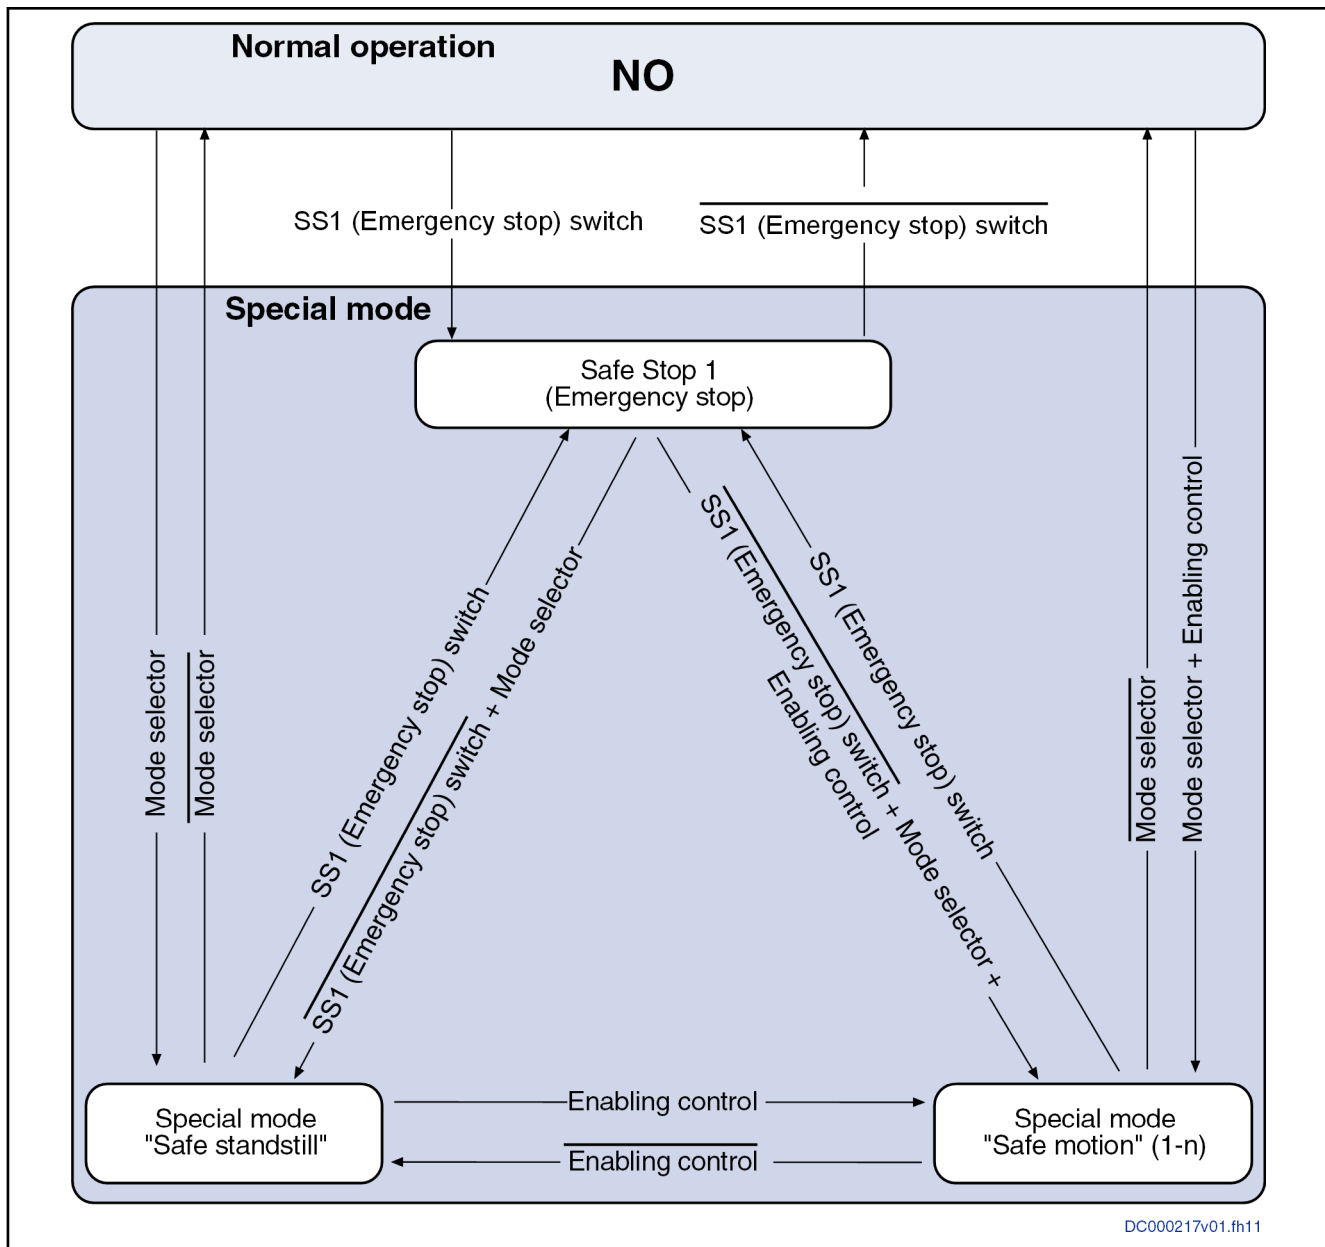 Normal operation
NO
SS1 (Emergency stop) switch
SS1 (Emergency stop) switch
Special mode
Safe Stop 1
(Emergency stop)
Mode selector
Mode selector
SS1 (Emergency stop) switch
SS1 (Emergency stop) switch + Mode selector
SS1 (Emergency stop) switch + Mode selector +
Enabling control
SS1 (Emergency stop) switch
Mode selector
Mode selector + Enabling control
Special mode
"Safe standstill"
Enabling control
Enabling control
Special mode
"Safe motion" (1-n)
DC000217v01.fh11